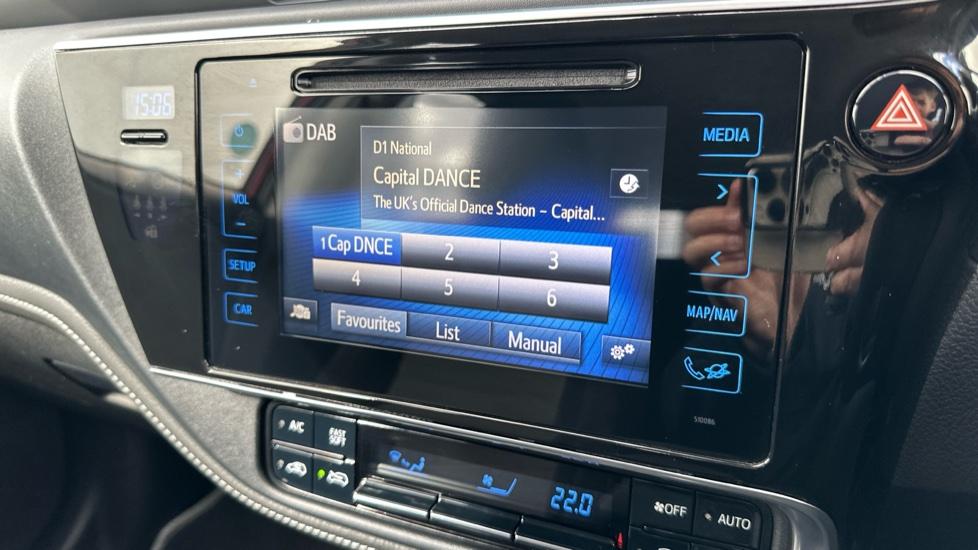 15:06
DAB
D1 National
Capital DANCE
The UK's Official Dance Station – Capital...
1 Cap DNCE
2
3
4
5
6
Favourites
List
Manual
+
VOL
-
SETUP
CAR
MEDIA
>
<
MAP/NAV
510086
A/C
FAST
SOFT
22.0
OFF
AUTO